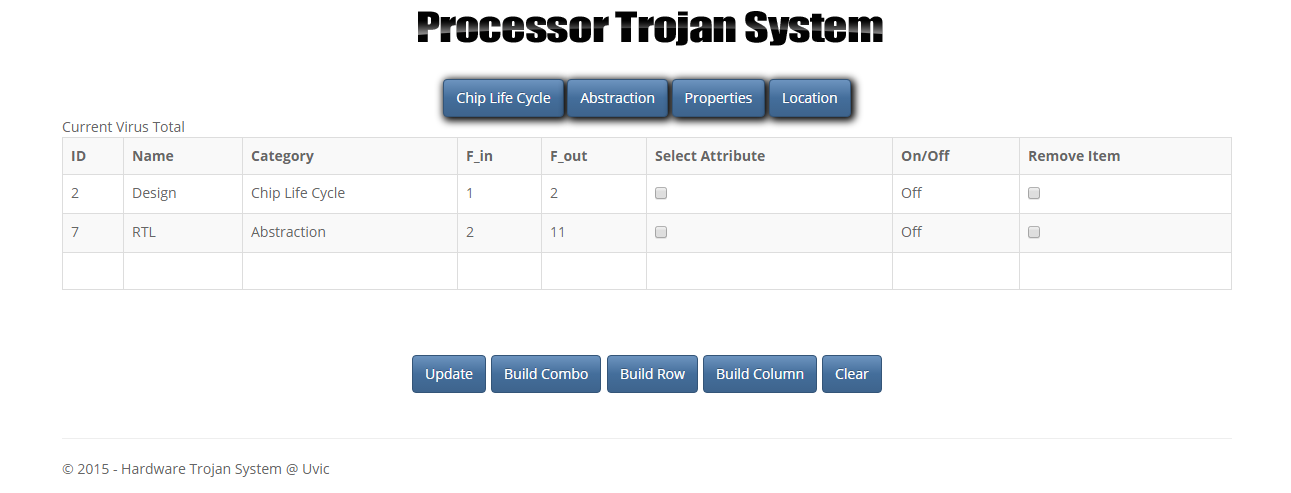 Processor Trojan System
Chip Life Cycle Abstraction Properties Location
Current Virus Total
ID Name Category F_in F_out Select Attribute On/Off Remove Item
2 Design Chip Life Cycle 1 2 Off
7 RTL Abstraction 2 11 Off
Update Build Combo Build Row Build Column Clear
© 2015 - Hardware Trojan System @ Uvic